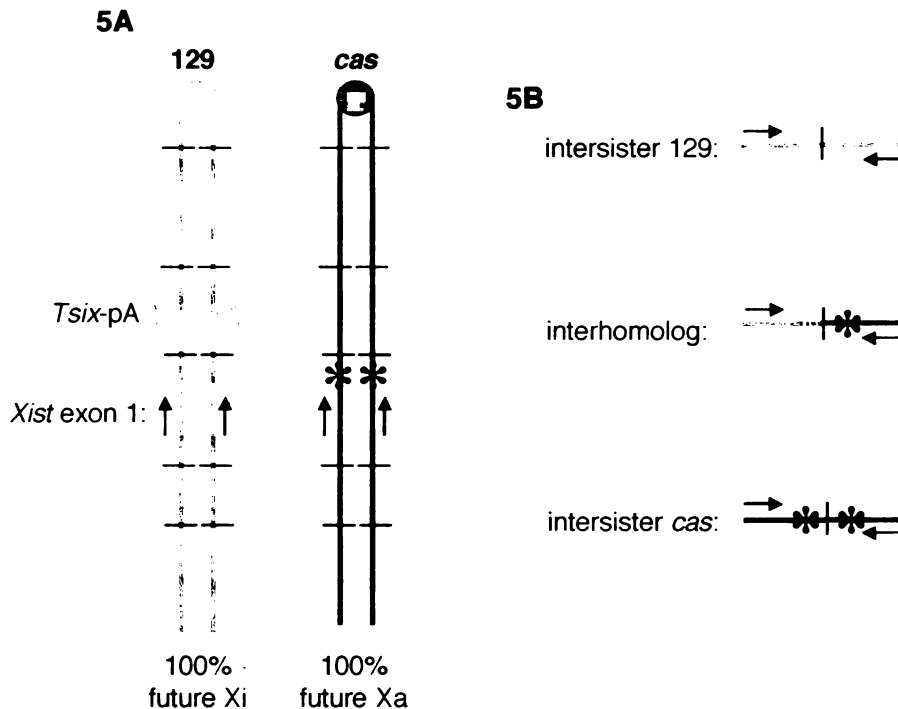 5A
129 cas
Tsix-pA
Xist exon 1:
100% 100%
future Xi future Xa
5B
intersister 129:
interhomolog:
intersister cas: